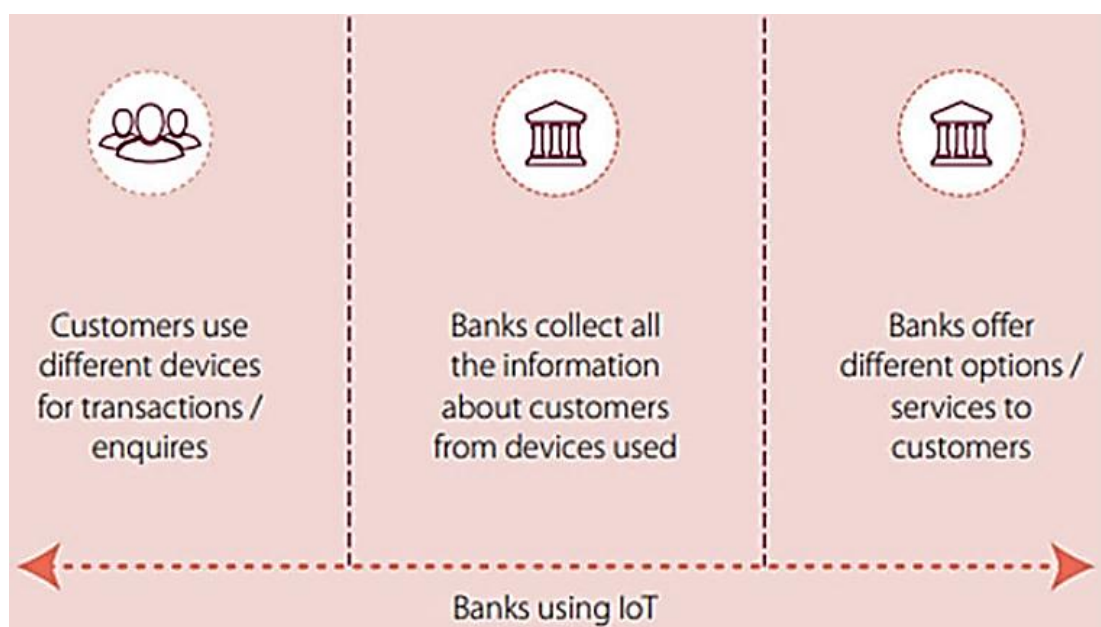 Customers use
different devices
for transactions /
enquires
Banks collect all
the information
about customers
from devices used
Banks offer
different options /
services to
customers
Banks using IoT